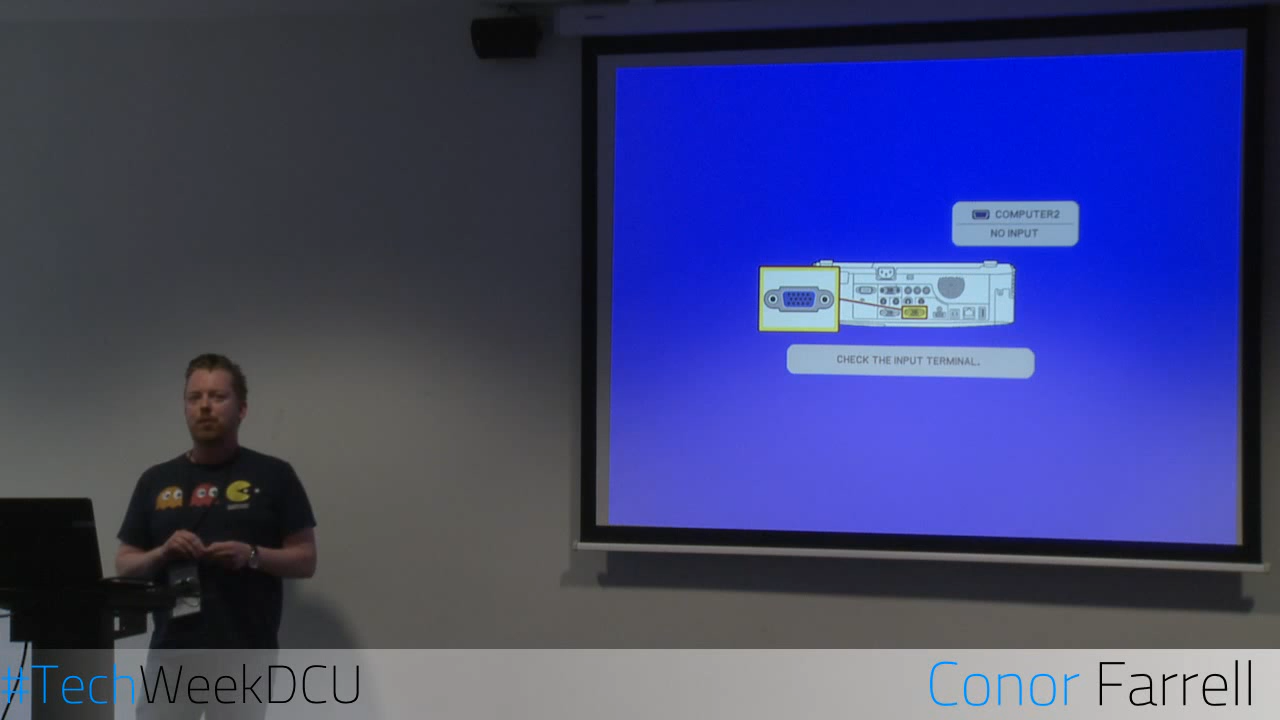 COMPUTER2
NO INPUT
CHECK THE INPUT TERMINAL.
#TechWeekDCU
Conor Farrell